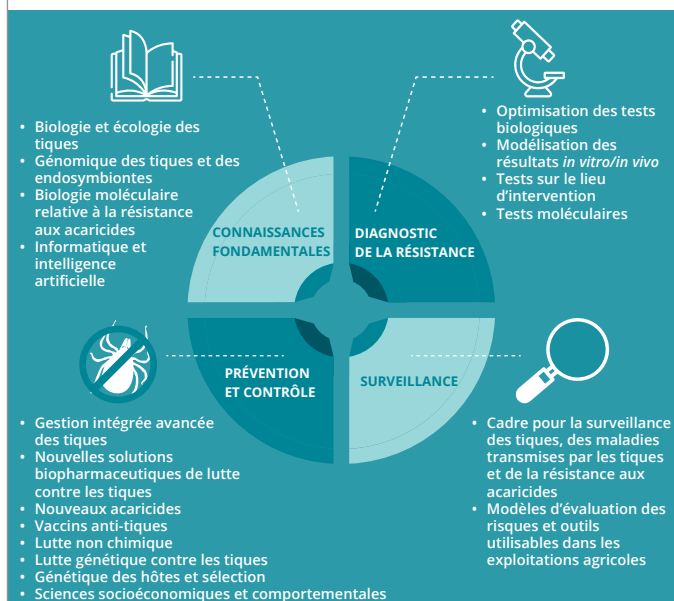 • Biologie et écologie des
tiques
• Génomique des tiques et des
endosymbiontes
• Biologie moléculaire
relative à la résistance
aux acaricides
• Informatique et
intelligence
artificielle
• Optimisation des tests
biologiques
• Modélisation des
résultats in vitro/in vivo
• Tests sur le lieu
d'intervention
• Tests moléculaires
CONNAISSANCES
FONDAMENTALES
DIAGNOSTIC
DE LA RÉSISTANCE
PRÉVENTION
ET CONTRÔLE
SURVEILLANCE
• Gestion intégrée avancée
des tiques
• Nouvelles solutions
biopharmaceutiques de lutte
contre les tiques
• Nouveaux acaricides
• Vaccins anti-tiques
• Lutte non chimique
• Lutte génétique contre les tiques
• Génétique des hôtes et sélection
• Sciences socioéconomiques et comportementales
• Cadre pour la surveillance
des tiques, des maladies
transmises par les tiques
et de la résistance aux
acaricides
• Modèles d'évaluation des
risques et outils
utilisables dans les
exploitations agricoles